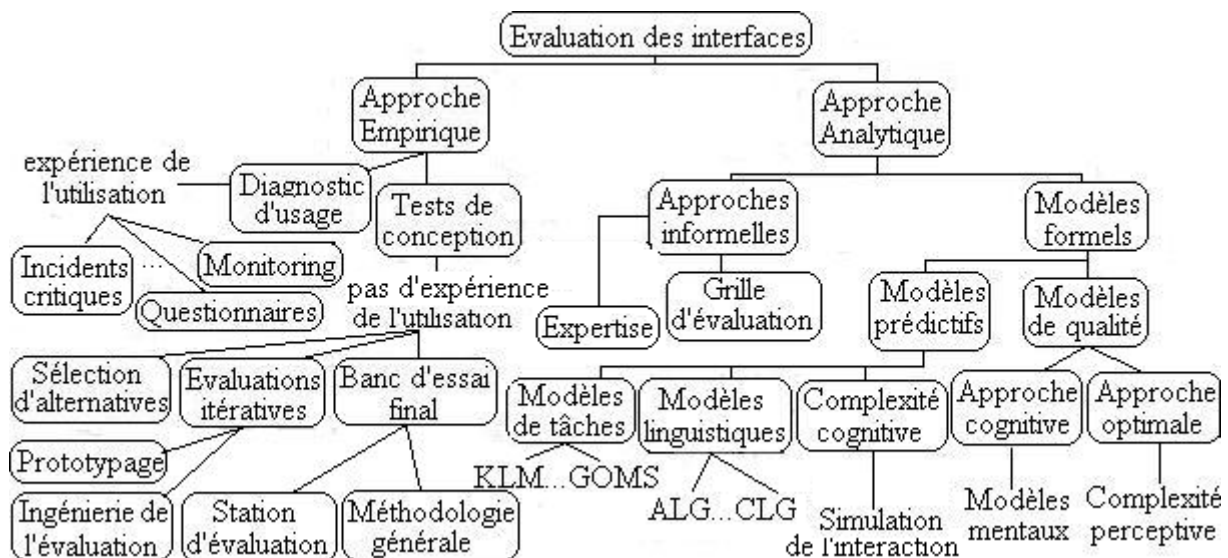 Evaluation des interfaces
Approche
Empirique
Approche
Analytique
expérience de
l'utilisation
Diagnostic
d'usage
Tests de
conception
Approches
informelles
Modèles
formels
Incidents
critiques
...
Monitoring
Questionnaires
pas d'expérience
de l'utilisation
Expertise
Grille
d'évaluation
Modèles
prédictifs
Modèles
de qualité
Sélection
d'alternatives
Evaluations
itératives
Banc d'essai
final
Modèles
de tâches
Modèles
linguistiques
Complexité
cognitive
Approche
cognitive
Approche
optimale
Prototypage
KLM...GOMS
Ingénierie de
l'évaluation
Station
d'évaluation
Méthodologie
générale
ALG...CLG
Simulation
de l'interaction
Modèles
mentaux
Complexité
perceptive